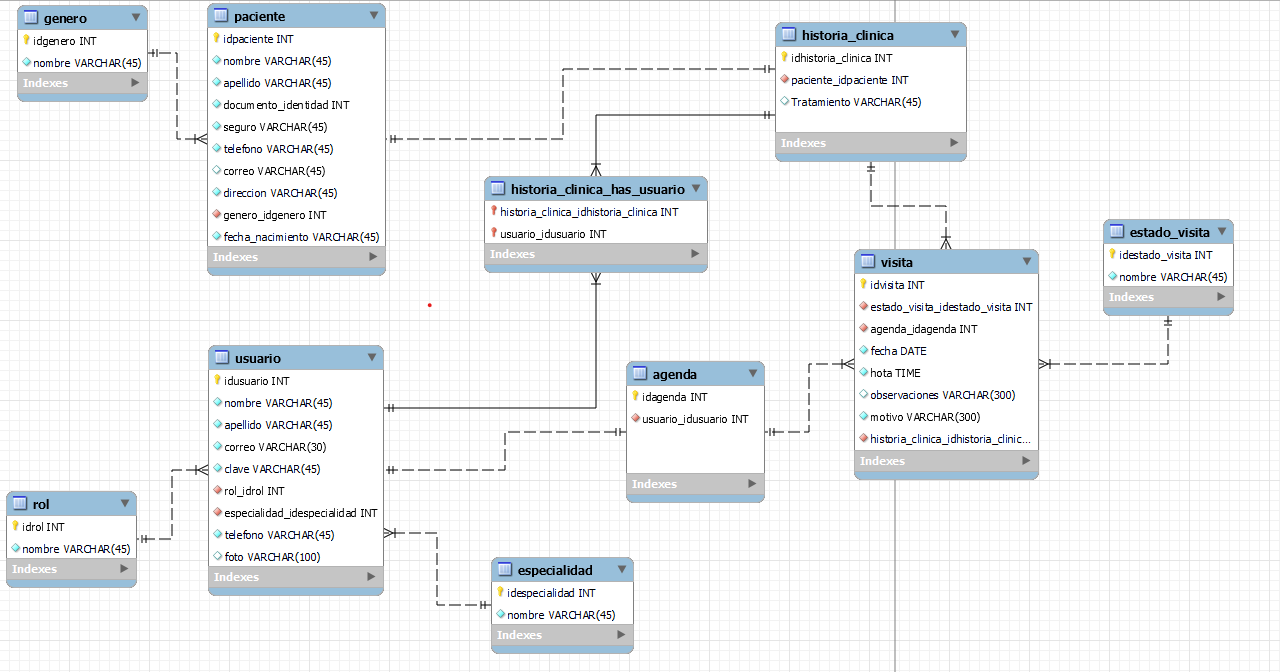 genero
idgenero INT
nombre VARCHAR(45)
Indexes
paciente
idpaciente INT
nombre VARCHAR(45)
apellido VARCHAR(45)
documento_identidad INT
seguro VARCHAR(45)
telefono VARCHAR(45)
correo VARCHAR(45)
direccion VARCHAR(45)
genero_idgenero INT
fecha_nacimiento VARCHAR(45)
Indexes
historia_clinica
idhistoria_clinica INT
paciente_idpaciente INT
Tratamiento VARCHAR(45)
Indexes
historia_clinica_has_usuario
historia_clinica_idhistoria_clinica INT
usuario_idusuario INT
Indexes
estado_visita
idestado_visita INT
nombre VARCHAR(45)
Indexes
visita
idvisita INT
estado_visita_idestado_visita INT
agenda_idagenda INT
fecha DATE
hota TIME
observaciones VARCHAR(300)
motivo VARCHAR(300)
historia_clinica_idhistoria_clinic...
Indexes
usuario
idusuario INT
nombre VARCHAR(45)
apellido VARCHAR(45)
correo VARCHAR(30)
clave VARCHAR(45)
rol_idrol INT
especialidad_idespecialidad INT
telefono VARCHAR(45)
foto VARCHAR(100)
Indexes
agenda
idagenda INT
usuario_idusuario INT
Indexes
rol
idrol INT
nombre VARCHAR(45)
Indexes
especialidad
idespecialidad INT
nombre VARCHAR(45)
Indexes